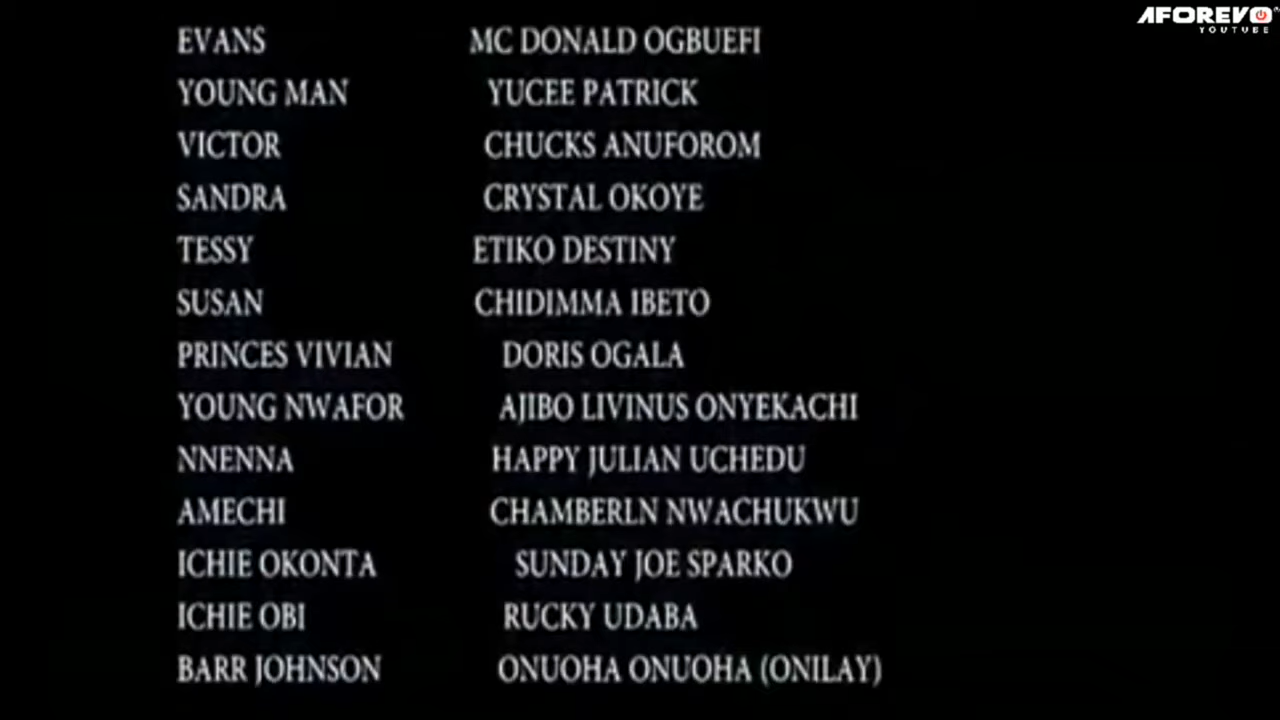 AFOREVO
YOUTUBE
EVANS MC DONALD OGBUEFI
YOUNG MAN YUCEE PATRICK
VICTOR CHUCKS ANUFOROM
SANDRA CRYSTAL OKOYE
TESSY ETIKO DESTINY
SUSAN CHIDIMMA IBETO
PRINCES VIVIAN DORIS OGALA
YOUNG NWAFOR AJIBO LIVINUS ONYEKACHI
NNENNA HAPPY JULIAN UCHEDU
AMECHI CHAMBERLN NWACHUKWU
ICHIE OKONTA SUNDAY JOE SPARKO
ICHIE OBI RUCKY UDABA
BARR JOHNSON ONUOHA ONUOHA (ONILAY)